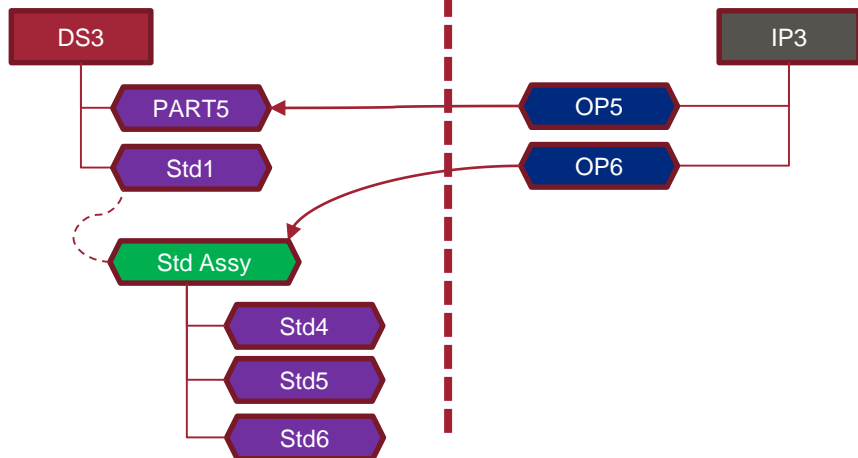 DS3
IP3
PART5
OP5
Std1
OP6
Std Assy
Std4
Std5
Std6